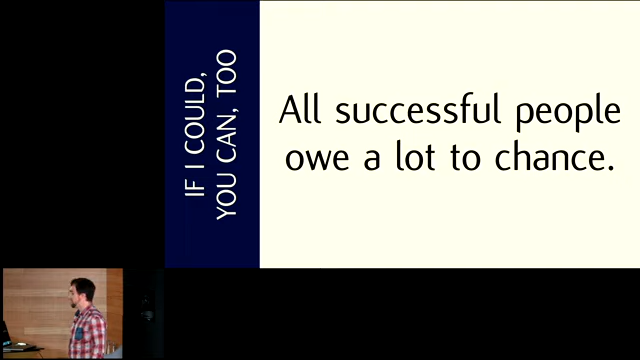 IF I COULD,
YOU CAN, TOO
All successful people
owe a lot to chance.